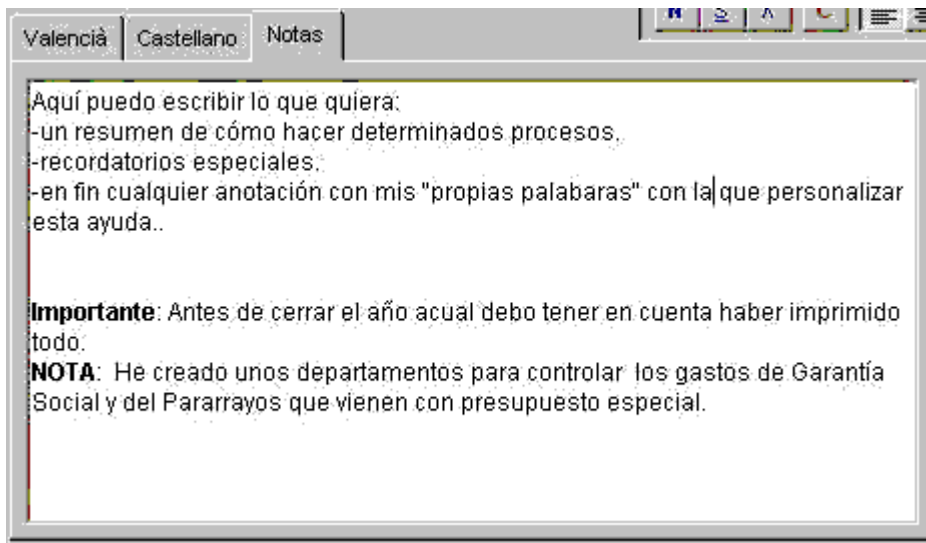 Valencià Castellano Notas
N S A C
Aquí puedo escribir lo que quiera:
-un resumen de cómo hacer determinados procesos,
-recordatorios especiales,
-en fin cualquier anotación con mis "propias palabaras" con la que personalizar
esta ayuda..
Importante: Antes de cerrar el año acual debo tener en cuenta haber imprimido
todo.
NOTA: He creado unos departamentos para controlar los gastos de Garantía
Social y del Pararrayos que vienen con presupuesto especial.